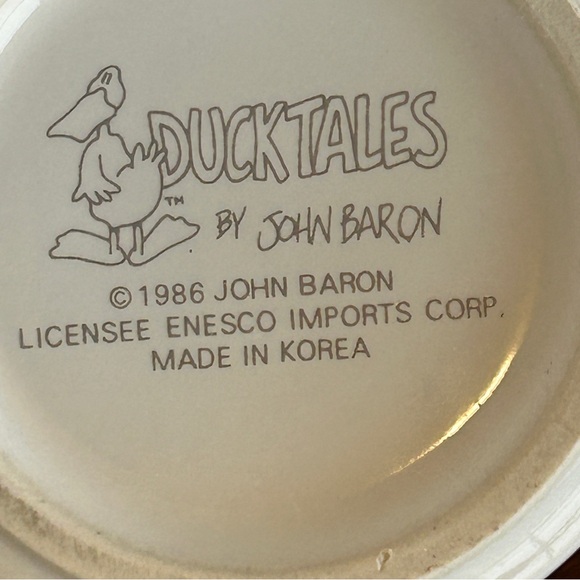 DUCKTALES
™ BY JOHN BARON
© 1986 JOHN BARON
LICENSEE ENESCO IMPORTS CORP.
MADE IN KOREA